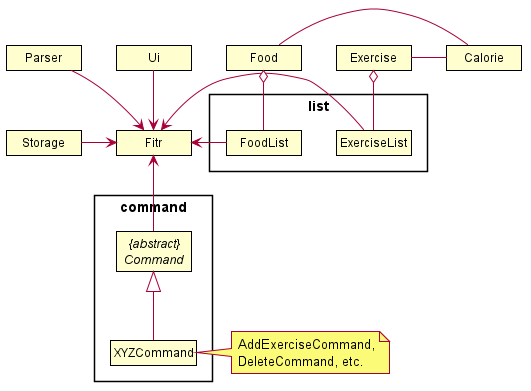 Parser
Ui
Food
Exercise
Calorie
list
Storage
Fitr
FoodList
ExerciseList
command
{abstract}
Command
XYZCommand
AddExerciseCommand,
DeleteCommand, etc.